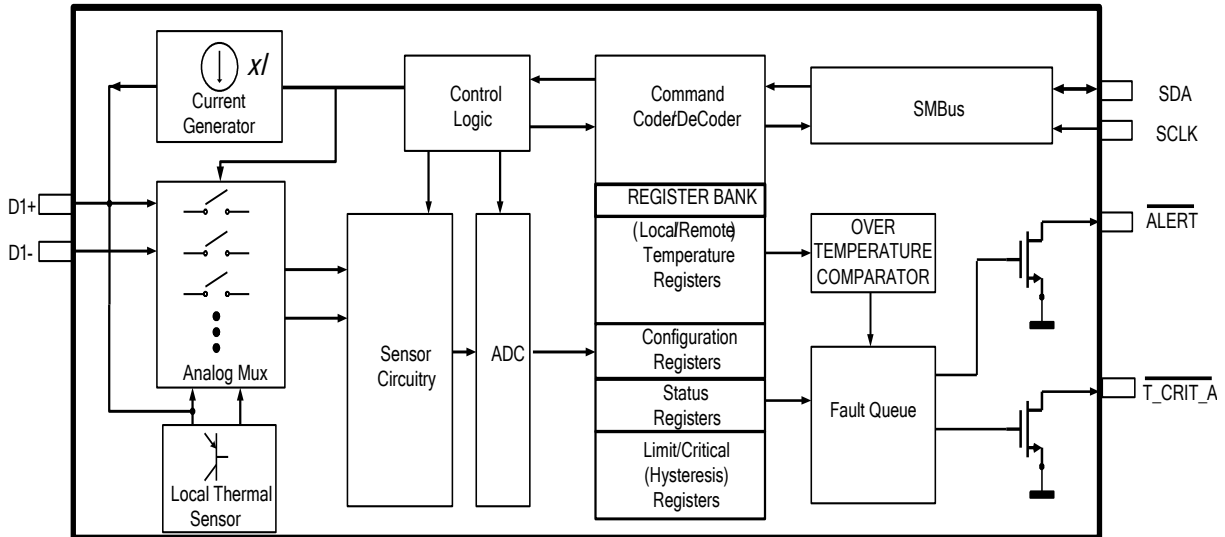 xI
Current
Generator
Control
Logic
Command
Coder/DeCoder
SMBus
SDA
SCLK
D1+
D1-
Analog Mux
Local Thermal
Sensor
Sensor
Circuitry
ADC
REGISTER BANK
(Local/Remote)
Temperature
Registers
Configuration
Registers
Status
Registers
Limit/Critical
(Hysteresis)
Registers
OVER
TEMPERATURE
COMPARATOR
Fault Queue
ALERT
T_CRIT_A